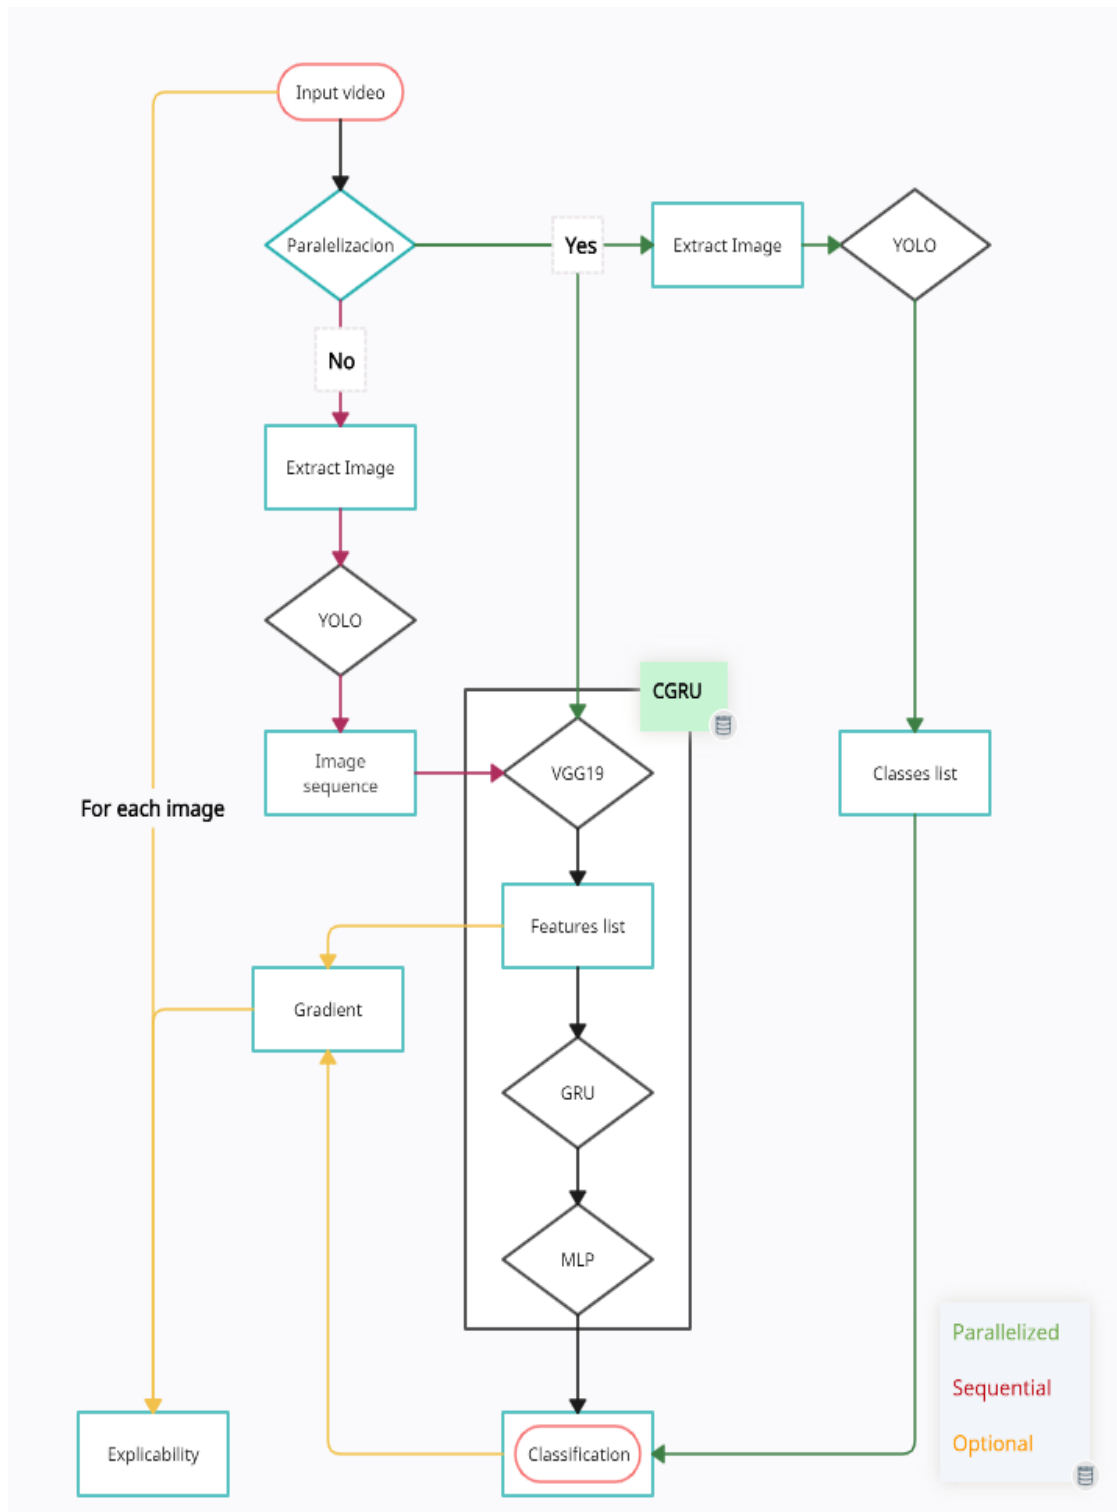 Input video
Paralelizacion
Yes
Extract Image
YOLO
No
Extract Image
YOLO
CGRU
Image
sequence
VGG19
Classes list
For each image
Features list
Gradient
GRU
MLP
Parallelized
Sequential
Optional
Explicability
Classification